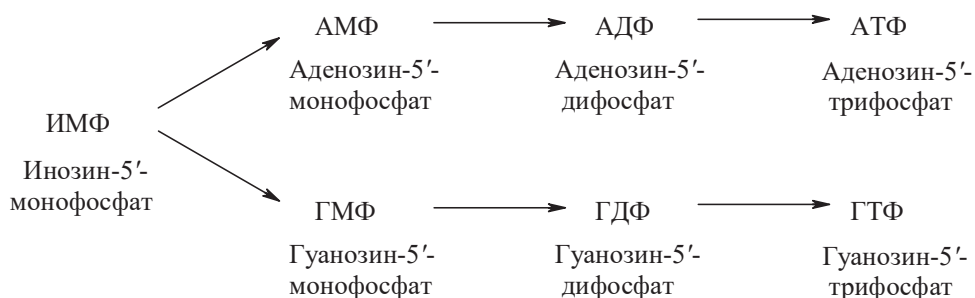 АМФ
Аденозин-5′-
монофосфат
АДФ
Аденозин-5′-
дифосфат
АТФ
Аденозин-5′-
трифосфат
ИМФ
Инозин-5′-
монофосфат
ГМФ
Гуанозин-5′-
монофосфат
ГДФ
Гуанозин-5′-
дифосфат
ГТФ
Гуанозин-5′-
трифосфат